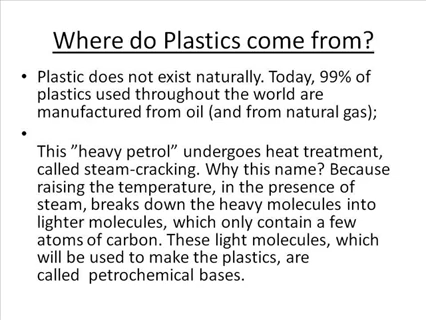 Where do Plastics come from?
• Plastic does not exist naturally. Today, 99% of
plastics used throughout the world are
manufactured from oil (and from natural gas);
•
This ”heavy petrol” undergoes heat treatment,
called steam-cracking. Why this name? Because
raising the temperature, in the presence of
steam, breaks down the heavy molecules into
lighter molecules, which only contain a few
atoms of carbon. These light molecules, which
will be used to make the plastics, are
called  petrochemical bases.